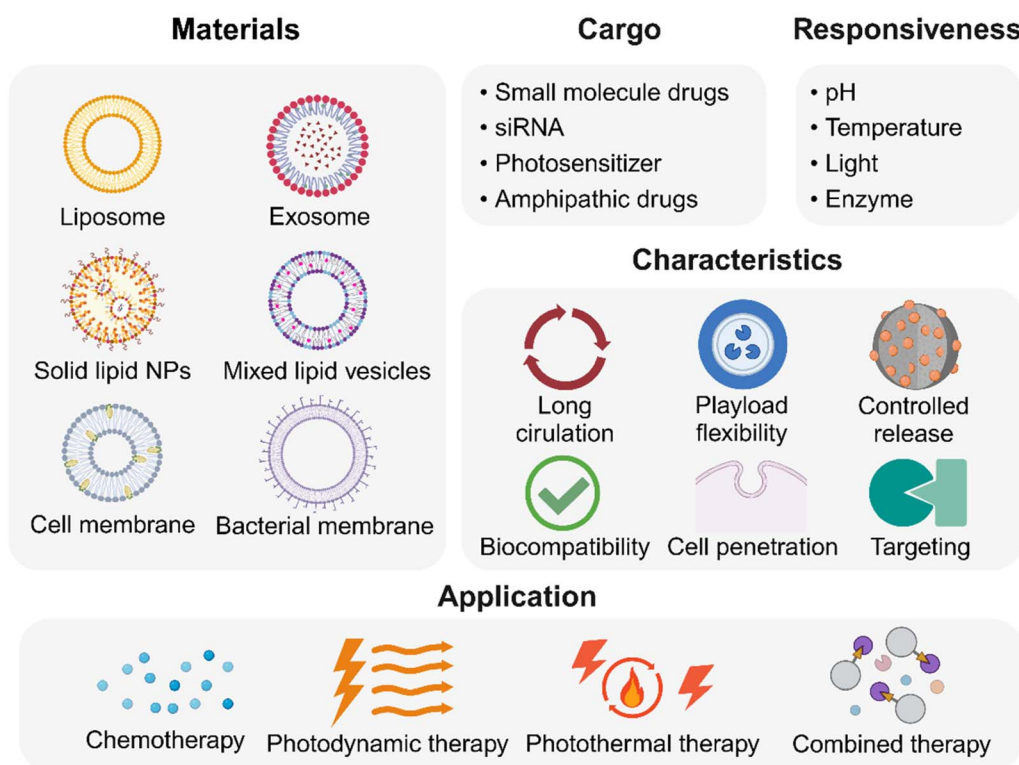 Materials
Liposome
Exosome
Solid lipid NPs
Mixed lipid vesicles
Cell membrane
Bacterial membrane
Cargo
• Small molecule drugs
• siRNA
• Photosensitizer
• Amphipathic drugs
Responsiveness
• pH
• Temperature
• Light
• Enzyme
Characteristics
Long
cirulation
Playload
flexibility
Controlled
release
Biocompatibility
Cell penetration
Targeting
Application
Chemotherapy
Photodynamic therapy
Photothermal therapy
Combined therapy